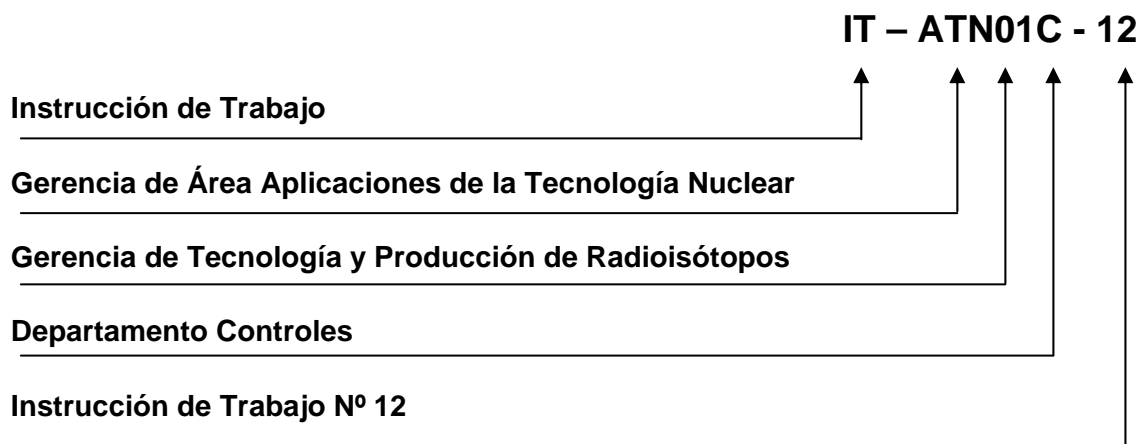 IT – ATN01C - 12
Instrucción de Trabajo
Gerencia de Área Aplicaciones de la Tecnología Nuclear
Gerencia de Tecnología y Producción de Radioisótopos
Departamento Controles
Instrucción de Trabajo Nº 12